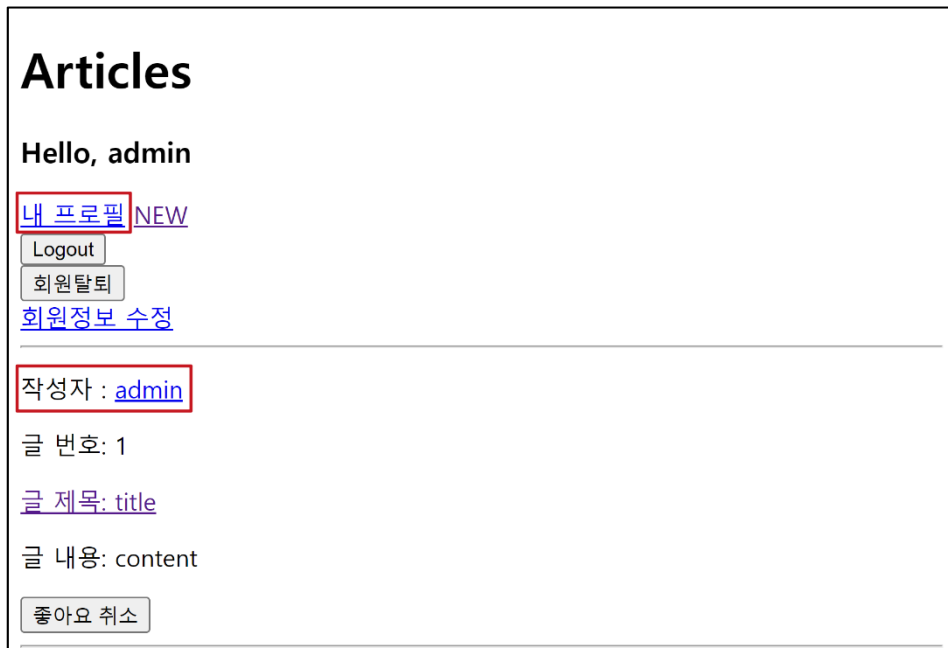 Articles
Hello, admin
내 프로필 NEW
Logout
회원탈퇴
회원정보 수정
작성자 : admin
글 번호: 1
글 제목: title
글 내용: content
좋아요 취소